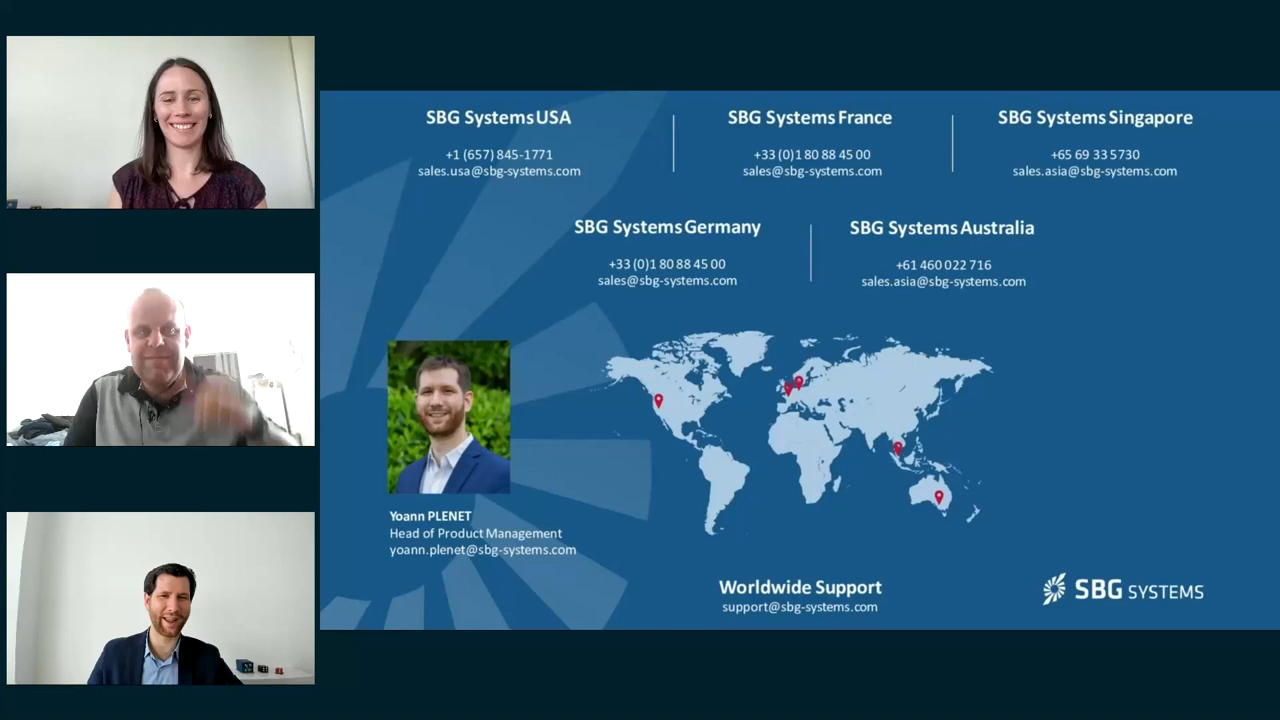 SBG Systems USA
+1 (657) 845-1771
sales.usa@sbg-systems.com
SBG Systems France
+33 (0)1 80 88 45 00
sales@sbg-systems.com
SBG Systems Singapore
+65 69 33 5730
sales.asia@sbg-systems.com
SBG Systems Germany
+33 (0)1 80 88 45 00
sales@sbg-systems.com
SBG Systems Australia
+61 460 022 716
sales.asia@sbg-systems.com
Yoann PLENET
Head of Product Management
yoann.plenet@sbg-systems.com
Worldwide Support
support@sbg-systems.com
SBG SYSTEMS